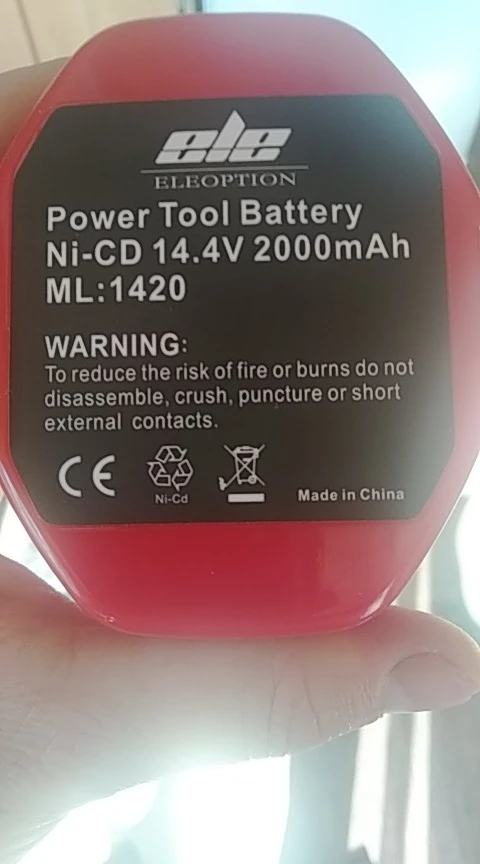 ele
ELEOPTION
Power Tool Battery
Ni-CD 14.4V 2000mAh
ML:1420
WARNING:
To reduce the risk of fire or burns do not
disassemble, crush, puncture or short
external contacts.
CE
Ni-Cd
Made in China